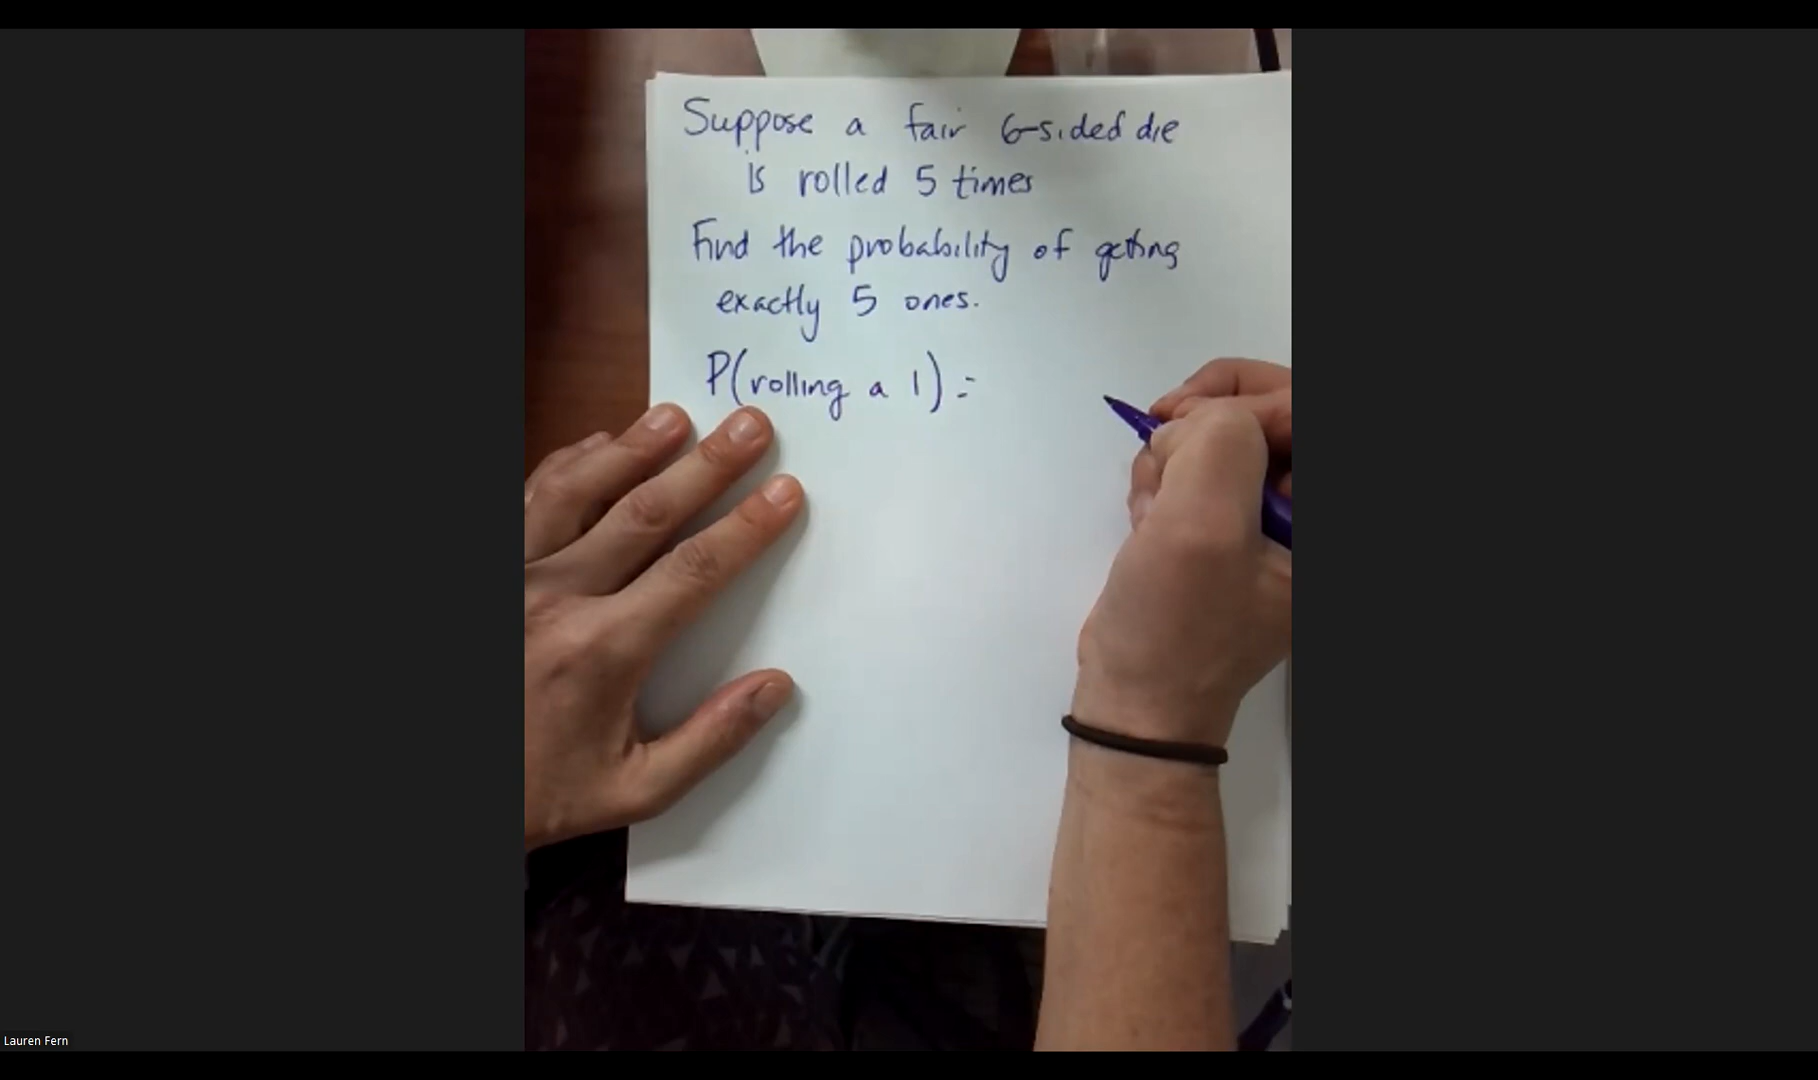 Suppose a fair 6-sided die
is rolled 5 times
Find the probability of getting
exactly 5 ones.
P(rolling a 1) =
Lauren Fern